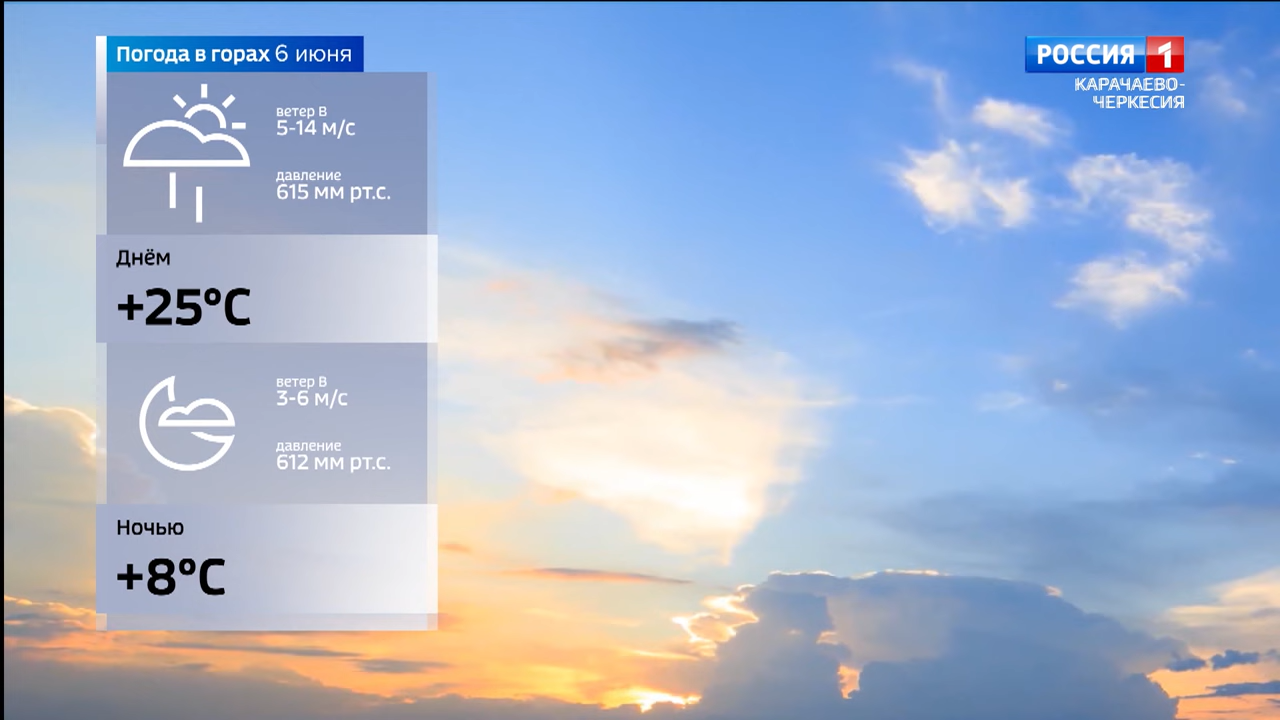 Погода в горах 6 июня
РОССИЯ 1
КАРАЧАЕВО-
ЧЕРКЕСИЯ
ветер В
5-14 м/с
давление
615 мм рт.с.
Днём
+25°C
ветер В
3-6 м/с
давление
612 мм рт.с.
Ночью
+8°C